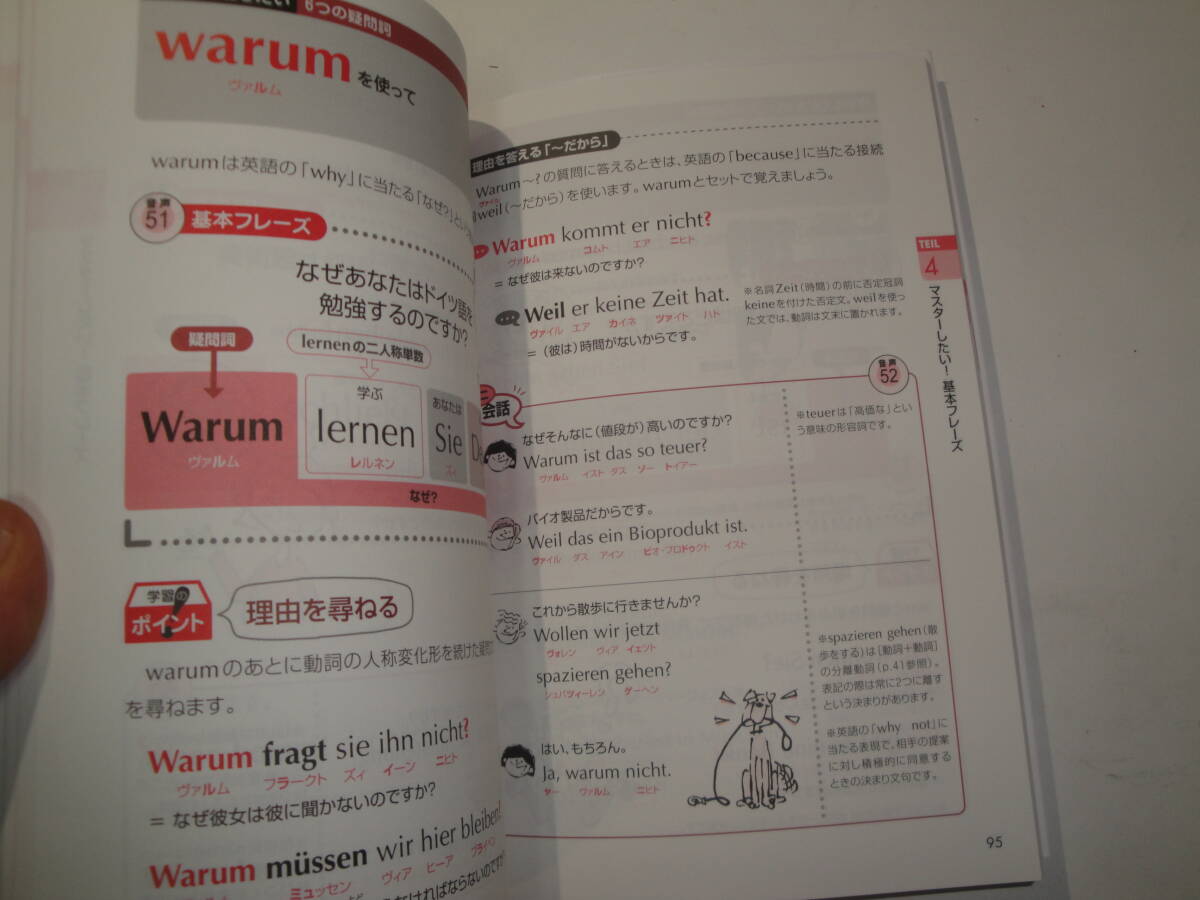 6つの疑問詞
warum を使って
ヴァルム
warumは英語の「why」に当たる「なぜ?」とい
音声
51
基本フレーズ
なぜあなたはドイツ語を
勉強するのですか?
疑問詞
lernenの二人称単数
Warum
ヴァルム
学ぶ
lernen
レルネン
あなたは
Sie
ズィ
なぜ?
学習の
ポイント
理由を尋ねる
warumのあとに動詞の人称変化形を続けた疑問
を尋ねます。
Warum fragt sie ihn nicht?
ヴァルム フラークト ズィ イーン ニヒト
= なぜ彼女は彼に聞かないのですか?
Warum müssen wir hier bleiben?
ミュッセン ヴィア ヒーア ブライベン
なければならないのですか
理由を答える「〜だから」
Warum〜?の質問に答えるときは、英語の「because」に当たる接続
ヴァイル
詞weil(〜だから)を使います。warumとセットで覚えましょう。
Warum kommt er nicht?
ヴァルム コムト エア ニヒト
= なぜ彼は来ないのですか?
Weil er keine Zeit hat.
ヴァイル エア カイネ ツァイト ハト
= (彼は)時間がないからです。
※名詞Zeit(時間)の前に否定冠詞
keineを付けた否定文。weilを使っ
た文では、動詞は文末に置かれます。
音声
52
会話
なぜそんなに(値段が)高いのですか?
Warum ist das so teuer?
ヴァルム イスト ダス ゾー トイアー
※teuerは「高価な」とい
う意味の形容詞です。
バイオ製品だからです。
Weil das ein Bioprodukt ist.
ヴァイル ダス アイン ビオ・プロドゥクト イスト
これから散歩に行きませんか?
Wollen wir jetzt
ヴォレン ヴィア イェット
spazieren gehen?
シュパツィーレン ゲーヘン
※spazieren gehen(散
歩をする)は[動詞+動詞]
の分離動詞(p.41参照)。
表記の際は常に2つに離す
という決まりがあります。
はい、もちろん。
Ja, warum nicht.
ヤー ヴァルム ニヒト
※英語の「why not」に
当たる表現で、相手の提案
に対し積極的に同意する
ときの決まり文句です。
TEIL
4
マスターしたい! 基本フレーズ
95